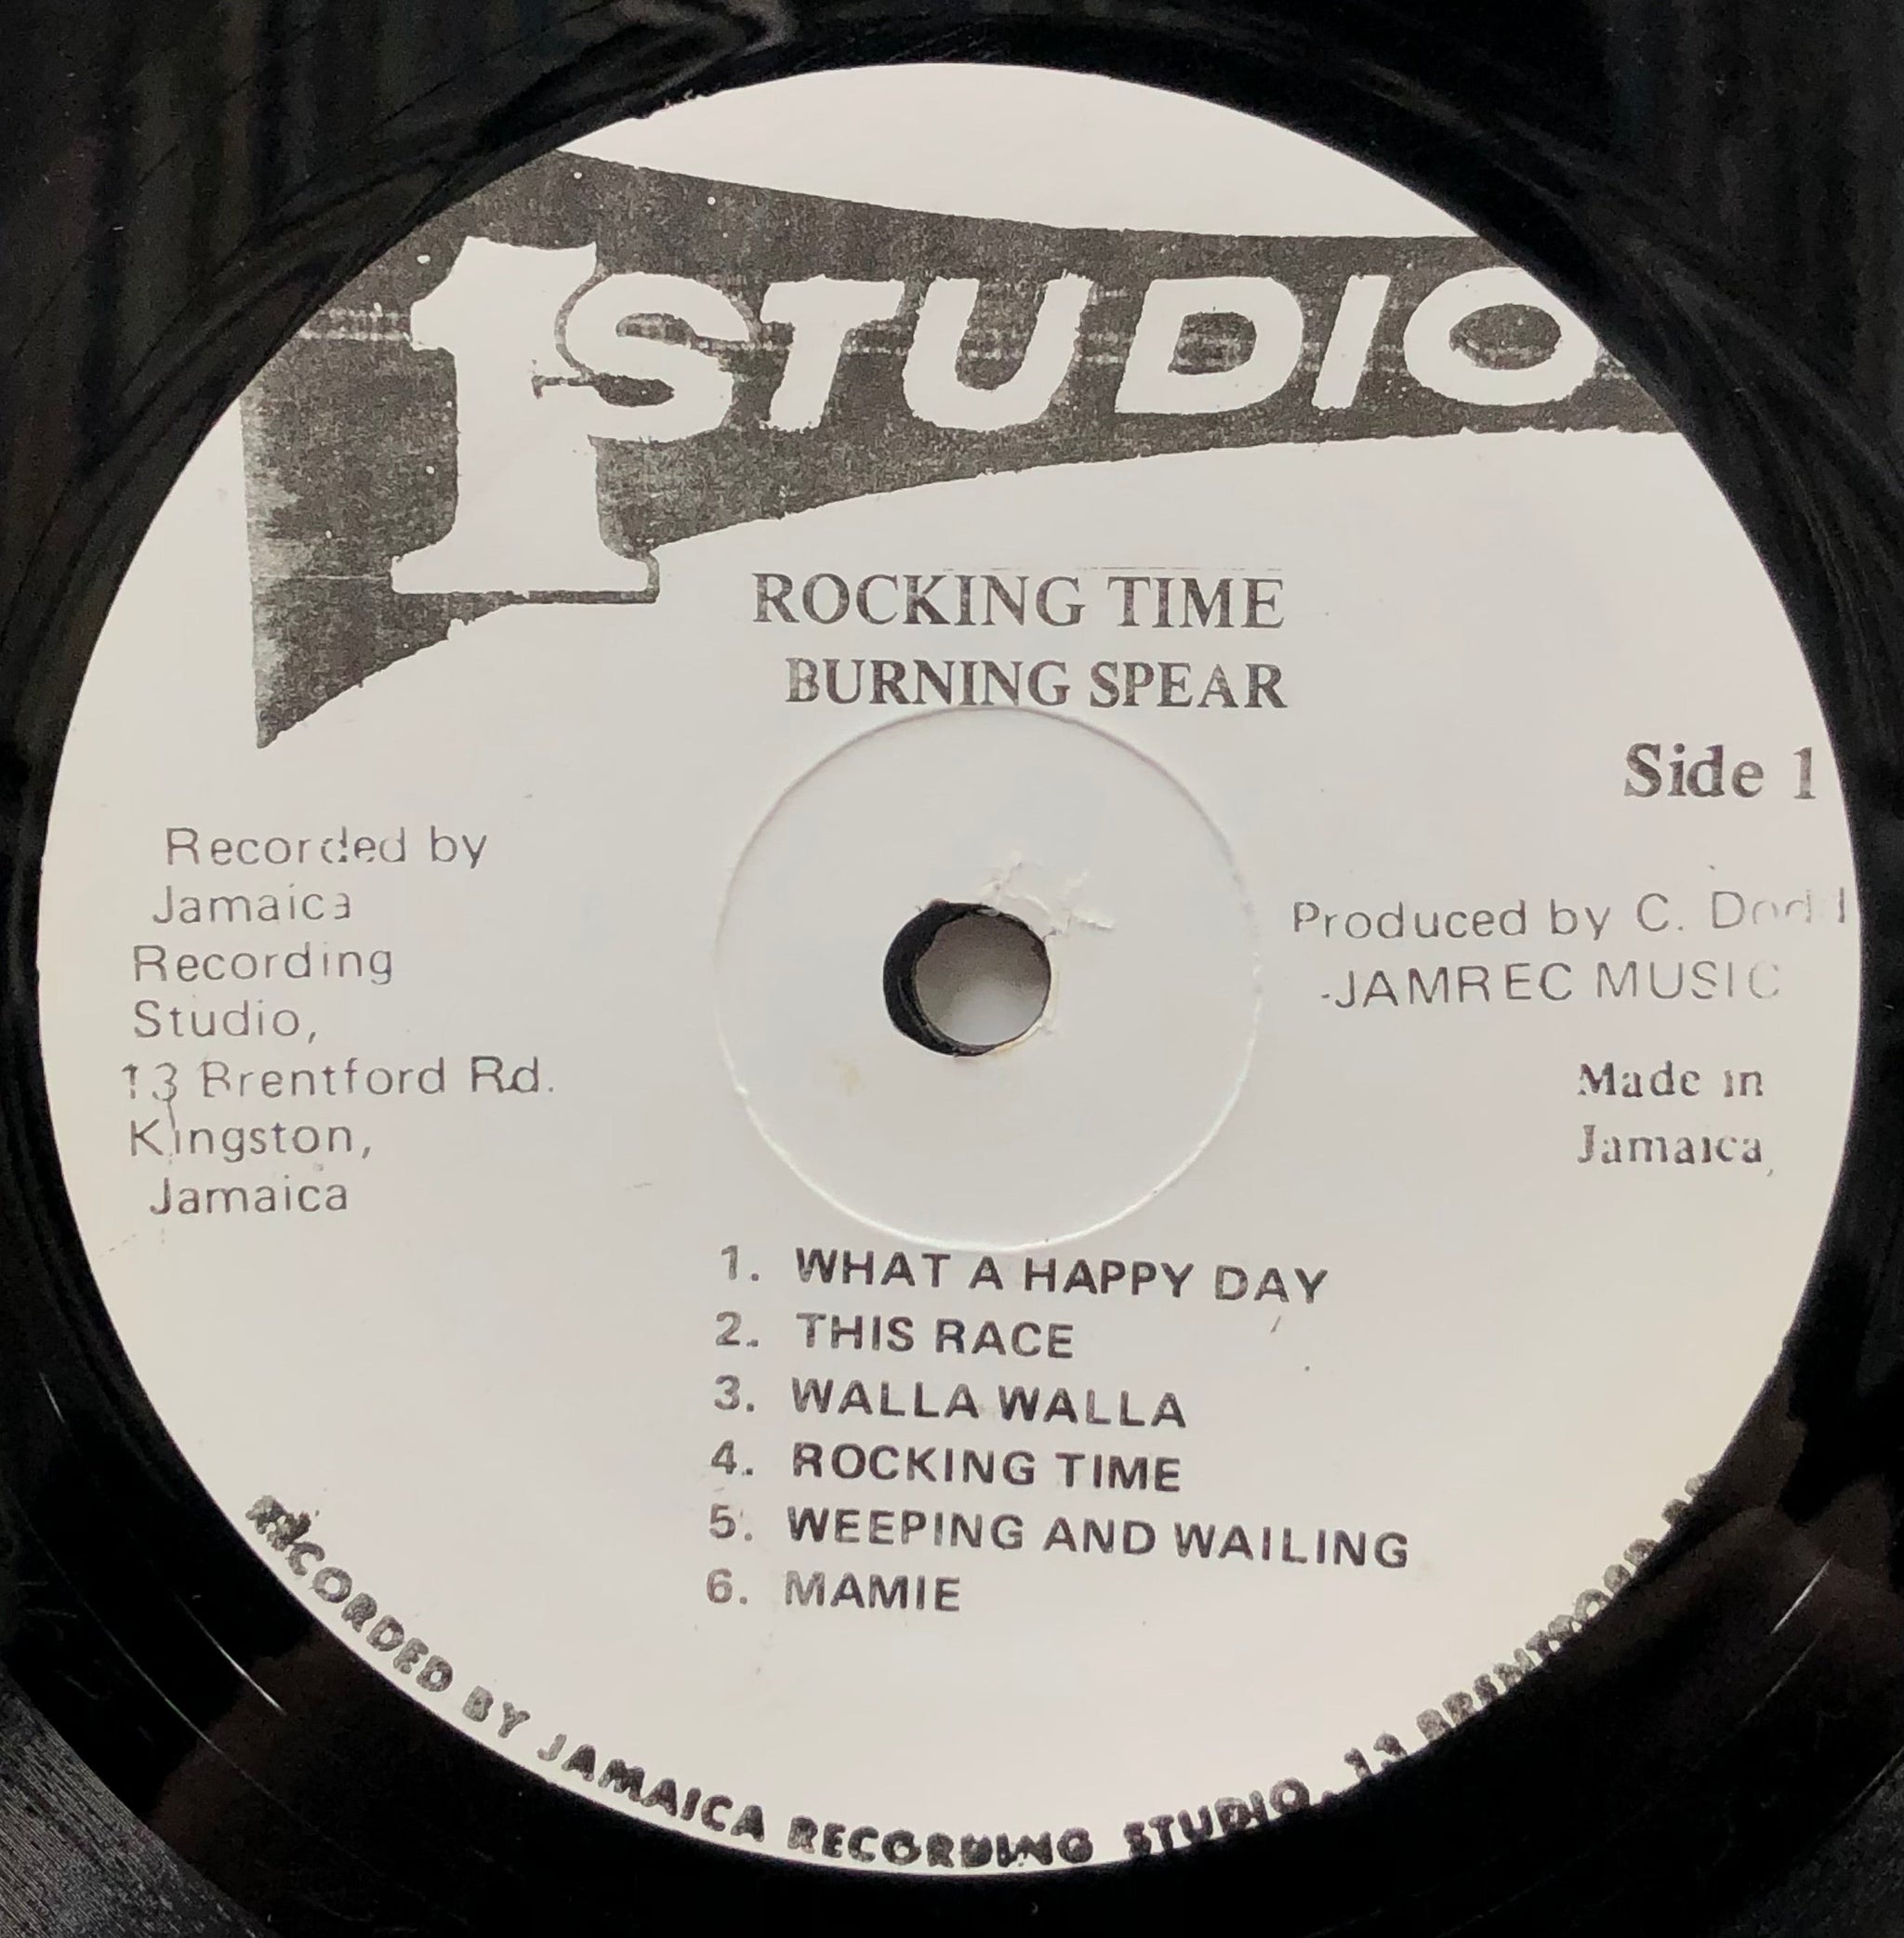 1 STUDIO
ROCKING TIME
BURNING SPEAR
Side 1
Recorded by
Jamaica
Recording
Studio,
13 Brentford Rd.
Kingston,
Jamaica
Produced by C. Dodd
-JAMREC MUSIC
Made in
Jamaica,
1. WHAT A HAPPY DAY
2. THIS RACE
3. WALLA WALLA
4. ROCKING TIME
5. WEEPING AND WAILING
6. MAMIE
RECORDED BY JAMAICA RECORDING STUDIO, 13 BRENTFORD